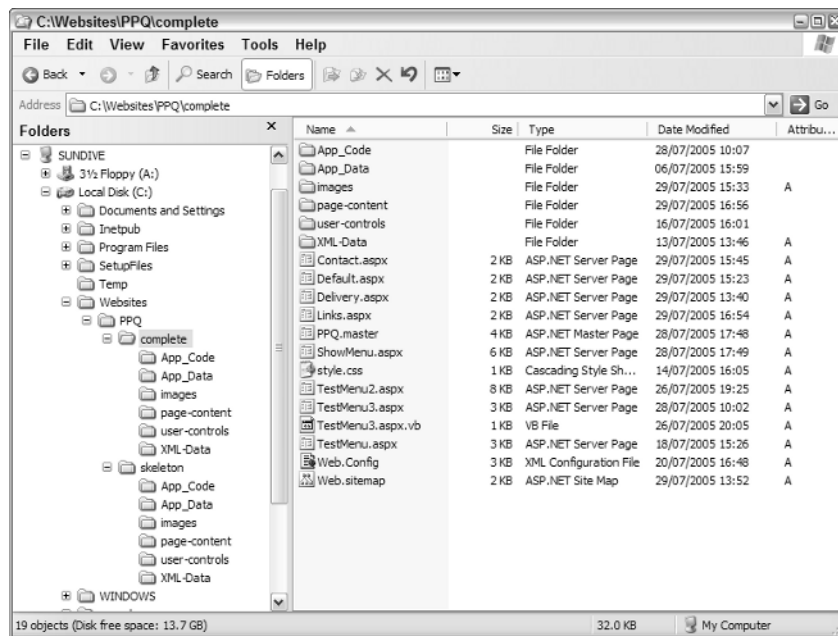 C:\Websites\PPQ\complete
File Edit View Favorites Tools Help
Back Search Folders
Address C:\Websites\PPQ\complete Go
Folders x
SUNDIVE
3½ Floppy (A:)
Local Disk (C:)
Documents and Settings
Inetpub
Program Files
SetupFiles
Temp
Websites
PPQ
complete
App_Code
App_Data
images
page-content
user-controls
XML-Data
skeleton
App_Code
App_Data
images
page-content
user-controls
XML-Data
WINDOWS
Name Size Type Date Modified Attribu...
App_Code File Folder 28/07/2005 10:07
App_Data File Folder 06/07/2005 15:59
images File Folder 29/07/2005 15:33 A
page-content File Folder 29/07/2005 16:56
user-controls File Folder 16/07/2005 16:01
XML-Data File Folder 13/07/2005 13:46 A
Contact.aspx 2 KB ASP.NET Server Page 29/07/2005 15:45 A
Default.aspx 2 KB ASP.NET Server Page 29/07/2005 15:23 A
Delivery.aspx 2 KB ASP.NET Server Page 29/07/2005 13:40 A
Links.aspx 2 KB ASP.NET Server Page 29/07/2005 16:54 A
PPQ.master 4 KB ASP.NET Master Page 28/07/2005 17:48 A
ShowMenu.aspx 6 KB ASP.NET Server Page 28/07/2005 17:49 A
style.css 1 KB Cascading Style Sh... 14/07/2005 16:05 A
TestMenu2.aspx 8 KB ASP.NET Server Page 26/07/2005 19:25 A
TestMenu3.aspx 3 KB ASP.NET Server Page 28/07/2005 10:02 A
TestMenu3.aspx.vb 1 KB VB File 26/07/2005 20:05 A
TestMenu.aspx 3 KB ASP.NET Server Page 18/07/2005 15:26 A
Web.Config 3 KB XML Configuration File 20/07/2005 16:48 A
Web.sitemap 2 KB ASP.NET Site Map 29/07/2005 13:52 A
19 objects (Disk free space: 13.7 GB) 32.0 KB My Computer